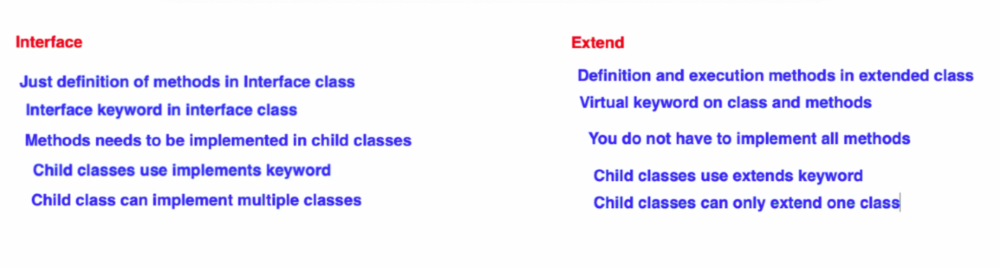 Interface
Just definition of methods in Interface class
Interface keyword in interface class
Methods needs to be implemented in child classes
Child classes use implements keyword
Child class can implement multiple classes
Extend
Definition and execution methods in extended class
Virtual keyword on class and methods
You do not have to implement all methods
Child classes use extends keyword
Child classes can only extend one class